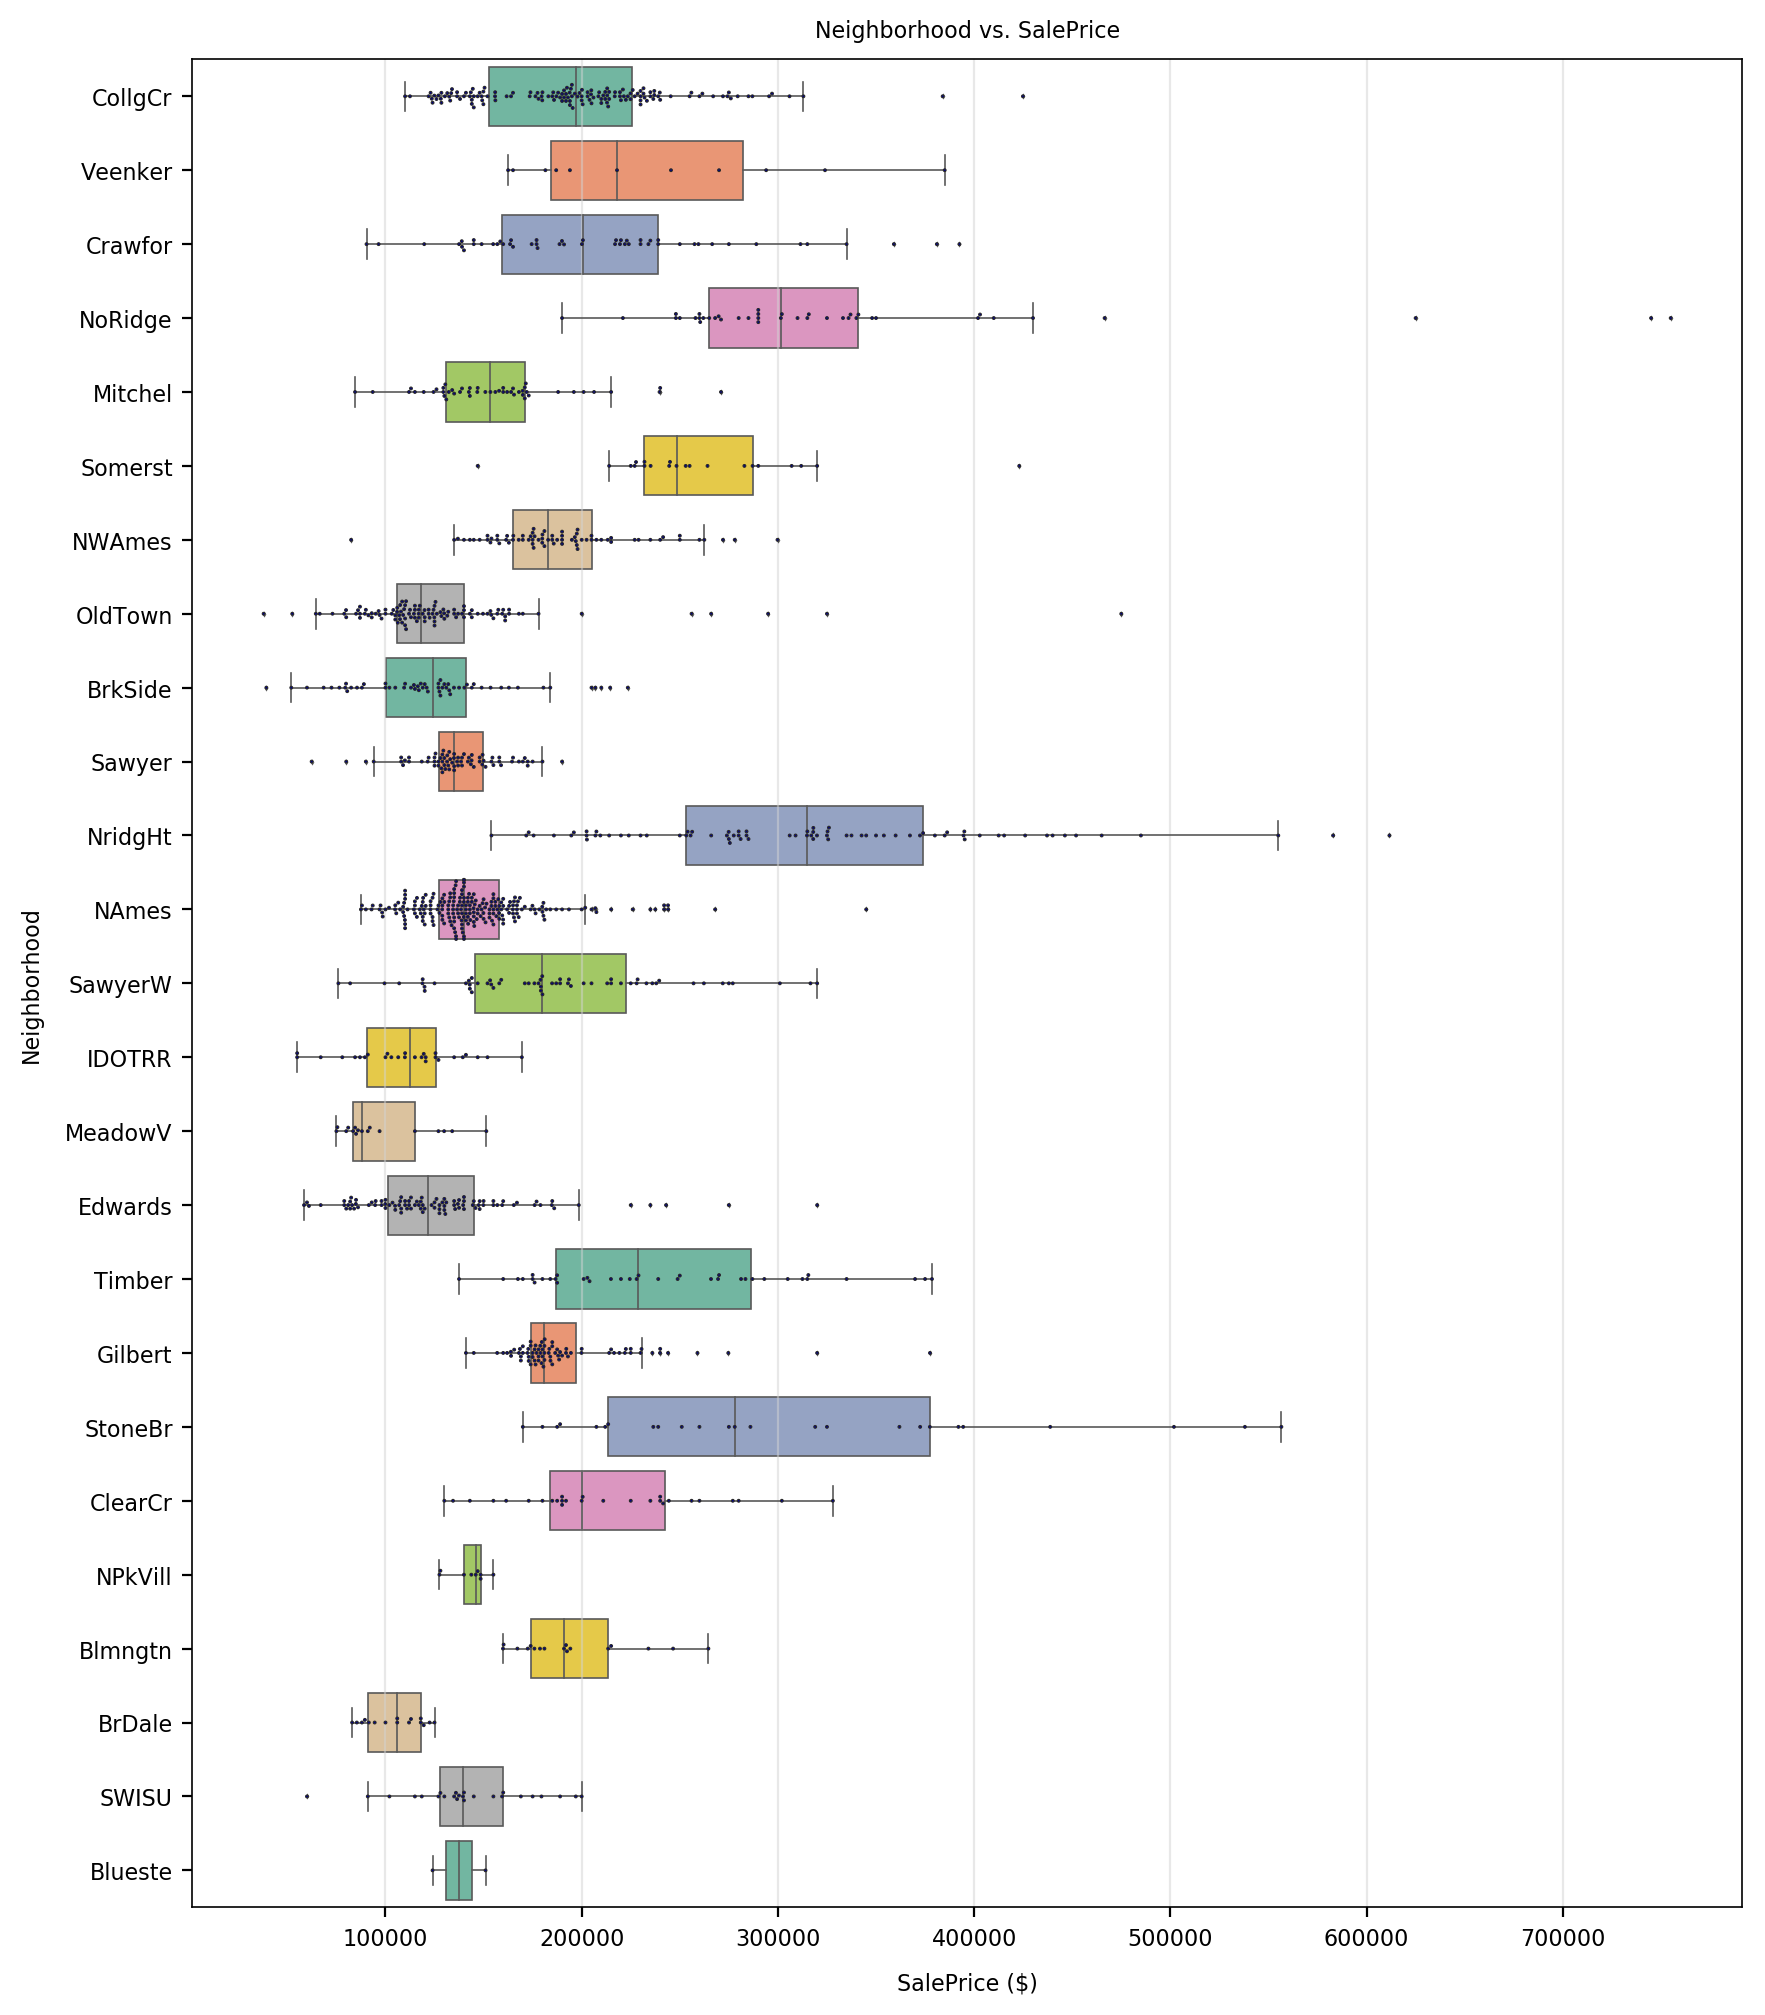 Neighborhood vs. SalePrice
CollgCr
Veenker
Crawfor
NoRidge
Mitchel
Somerst
NWAmes
OldTown
BrkSide
Sawyer
NridgHt
NAmes
SawyerW
IDOTRR
MeadowV
Edwards
Timber
Gilbert
StoneBr
ClearCr
NPkVill
Blmngtn
BrDale
SWISU
Blueste
Neighborhood
100000 200000 300000 400000 500000 600000 700000
SalePrice ($)